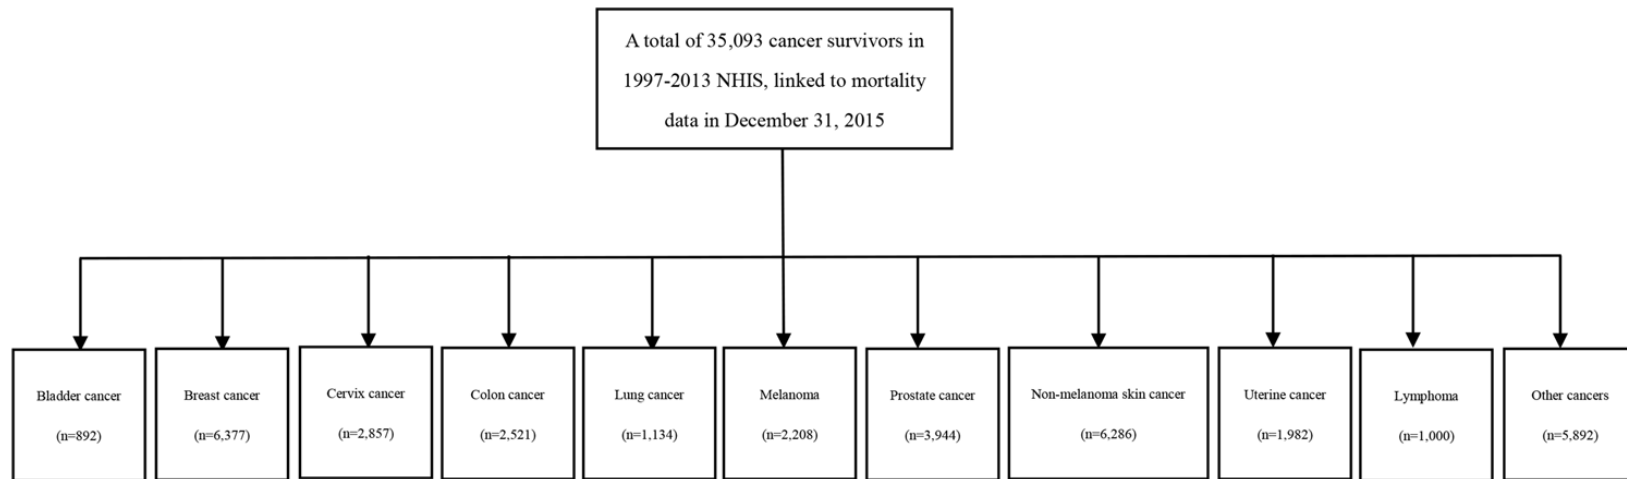 A total of 35,093 cancer survivors in
1997-2013 NHIS, linked to mortality
data in December 31, 2015
Bladder cancer
(n=892)
Breast cancer
(n=6,377)
Cervix cancer
(n=2,857)
Colon cancer
(n=2,521)
Lung cancer
(n=1,134)
Melanoma
(n=2,208)
Prostate cancer
(n=3,944)
Non-melanoma skin cancer
(n=6,286)
Uterine cancer
(n=1,982)
Lymphoma
(n=1,000)
Other cancers
(n=5,892)